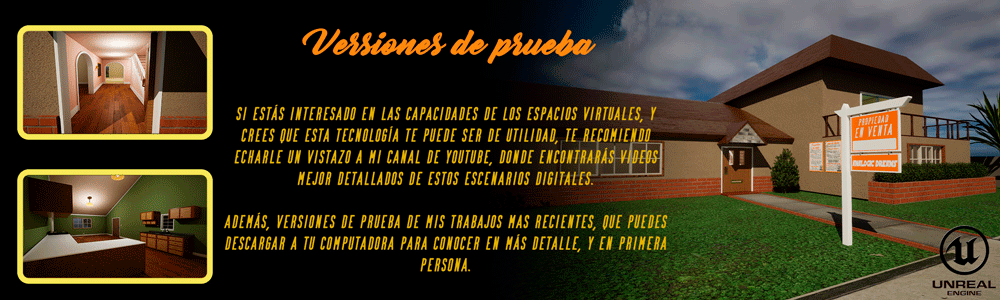 Versiones de prueba
SI ESTÁS INTERESADO EN LAS CAPACIDADES DE LOS ESPACIOS VIRTUALES, Y
CREES QUE ESTA TECNOLOGÍA TE PUEDE SER DE UTILIDAD, TE RECOMIENDO
ECHARLE UN VISTAZO A MI CANAL DE YOUTUBE, DONDE ENCONTRARÁS VIDEOS
MEJOR DETALLADOS DE ESTOS ESCENARIOS DIGITALES.
ADEMÁS, VERSIONES DE PRUEBA DE MIS TRABAJOS MAS RECIENTES, QUE PUEDES
DESCARGAR A TU COMPUTADORA PARA CONOCER EN MÁS DETALLE, Y EN PRIMERA
PERSONA.
PROPIEDAD
EN VENTA
UNREAL
ENGINE